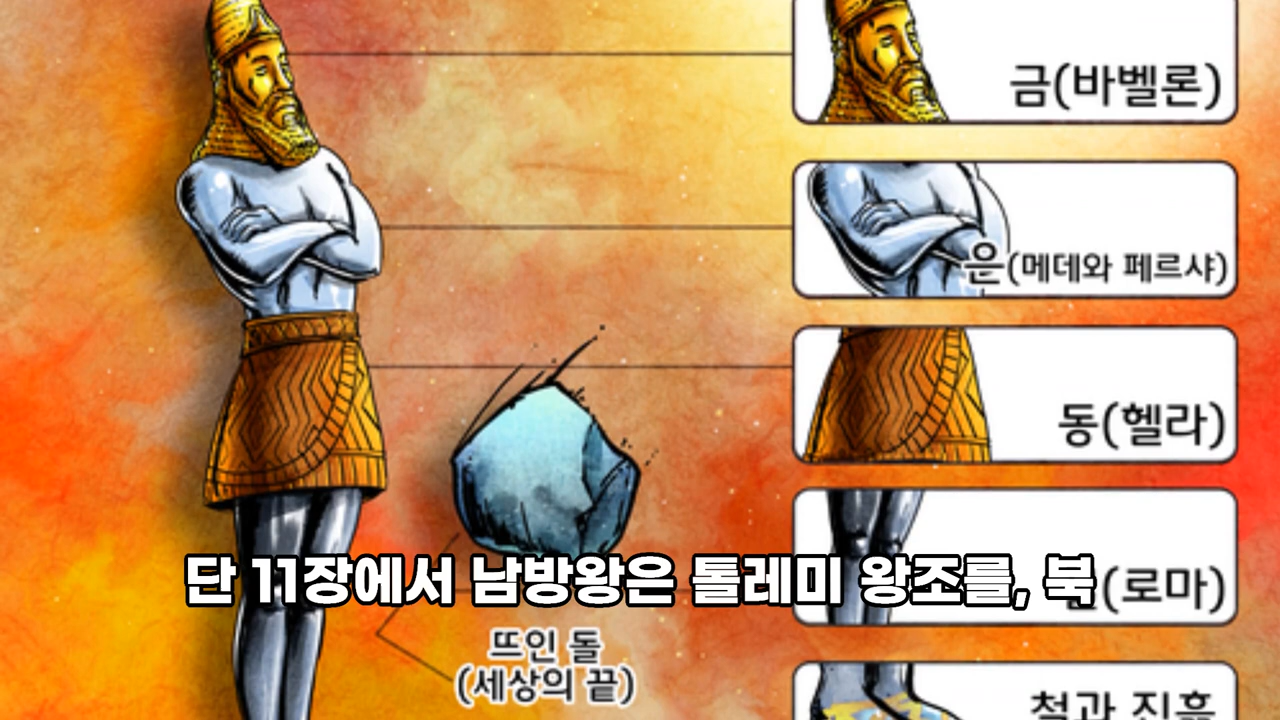 금(바벨론)
은(메데와 페르샤)
동(헬라)
단 11장에서 남방왕은 톨레미 왕조를, 북
(로마)
뜨인 돌
(세상의 끝)
철과 진흙